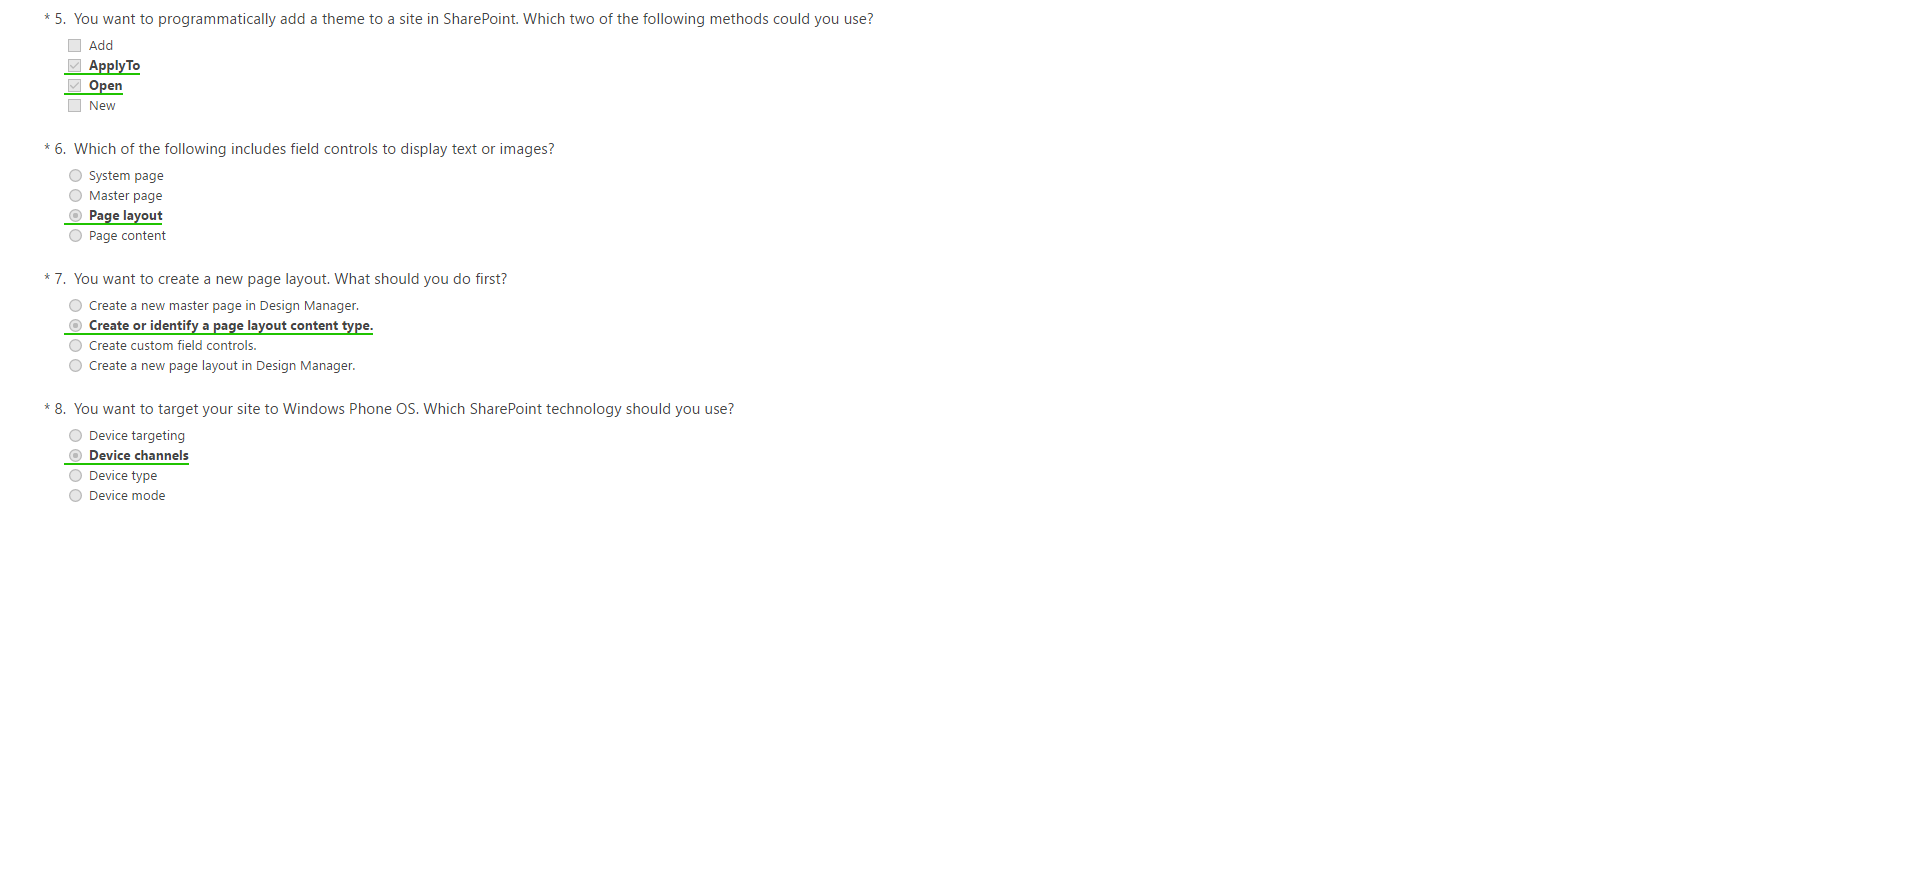 * 5. You want to programmatically add a theme to a site in SharePoint. Which two of the following methods could you use?
Add
ApplyTo
Open
New
* 6. Which of the following includes field controls to display text or images?
System page
Master page
Page layout
Page content
* 7. You want to create a new page layout. What should you do first?
Create a new master page in Design Manager.
Create or identify a page layout content type.
Create custom field controls.
Create a new page layout in Design Manager.
* 8. You want to target your site to Windows Phone OS. Which SharePoint technology should you use?
Device targeting
Device channels
Device type
Device mode